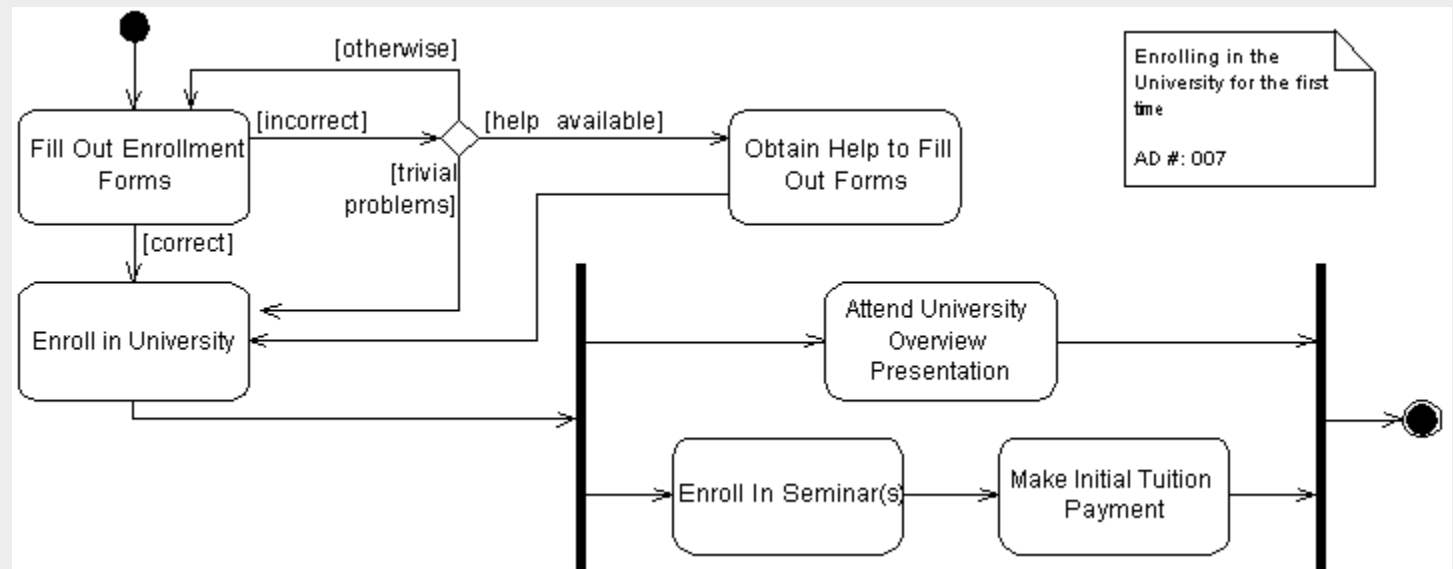 [otherwise]
Enrolling in the
University for the first
time
AD #: 007
[incorrect]
[help available]
Fill Out Enrollment
Forms
Obtain Help to Fill
Out Forms
[trivial
problems]
[correct]
Enroll in University
Attend University
Overview
Presentation
Enroll In Seminar(s)
Make Initial Tuition
Payment